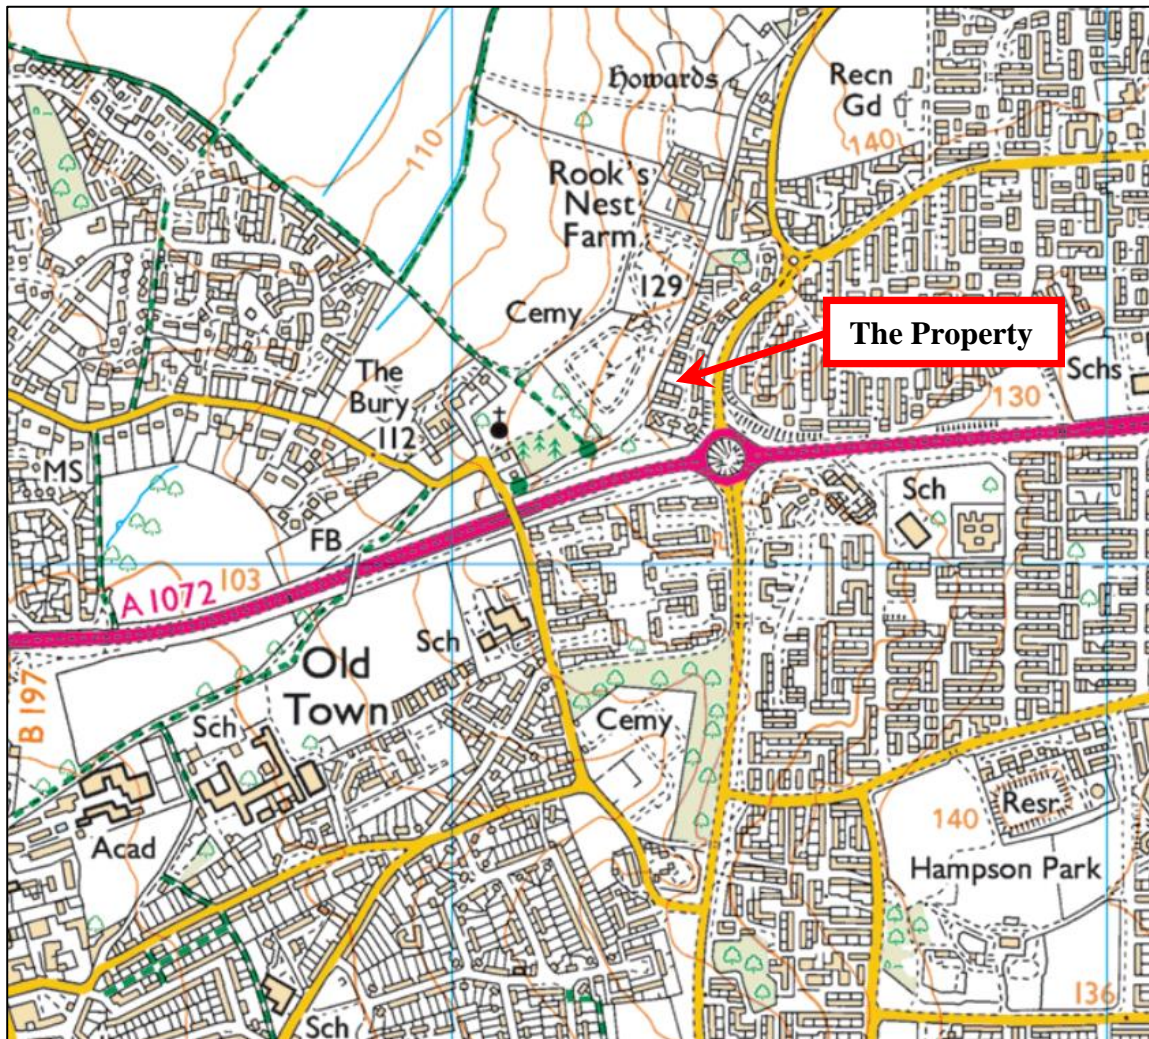 Howards
Recn
Gd
140
110
Rook's
Nest
Farm
129
Cemy
The Property
The
Bury
112
Schs
130
MS
Sch
FB
A 1072
103
Sch
Old
Town
B 197
Sch
Cemy
Acad
Resr
140
Hampson Park
136
Sch